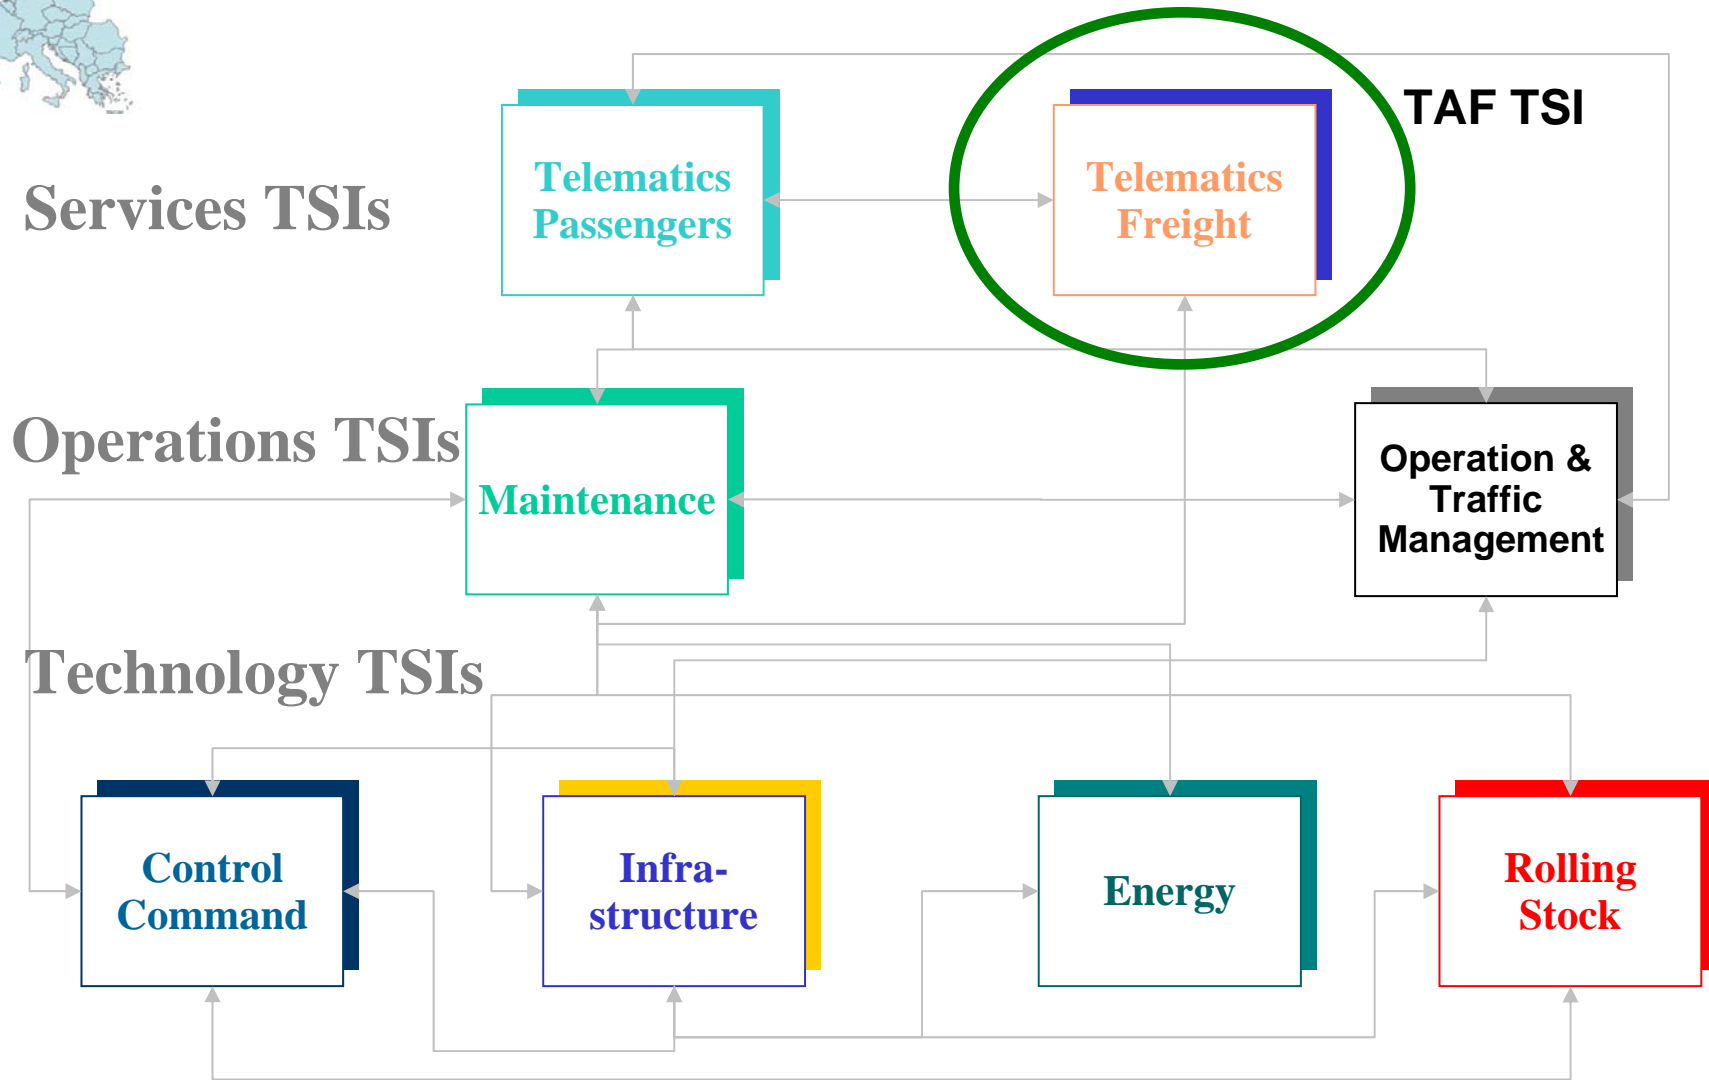 TAF TSI
Services TSIs
Telematics
Passengers
Telematics
Freight
Operations TSIs
Maintenance
Operation &
Traffic
Management
Technology TSIs
Control
Command
Infra-
structure
Energy
Rolling
Stock